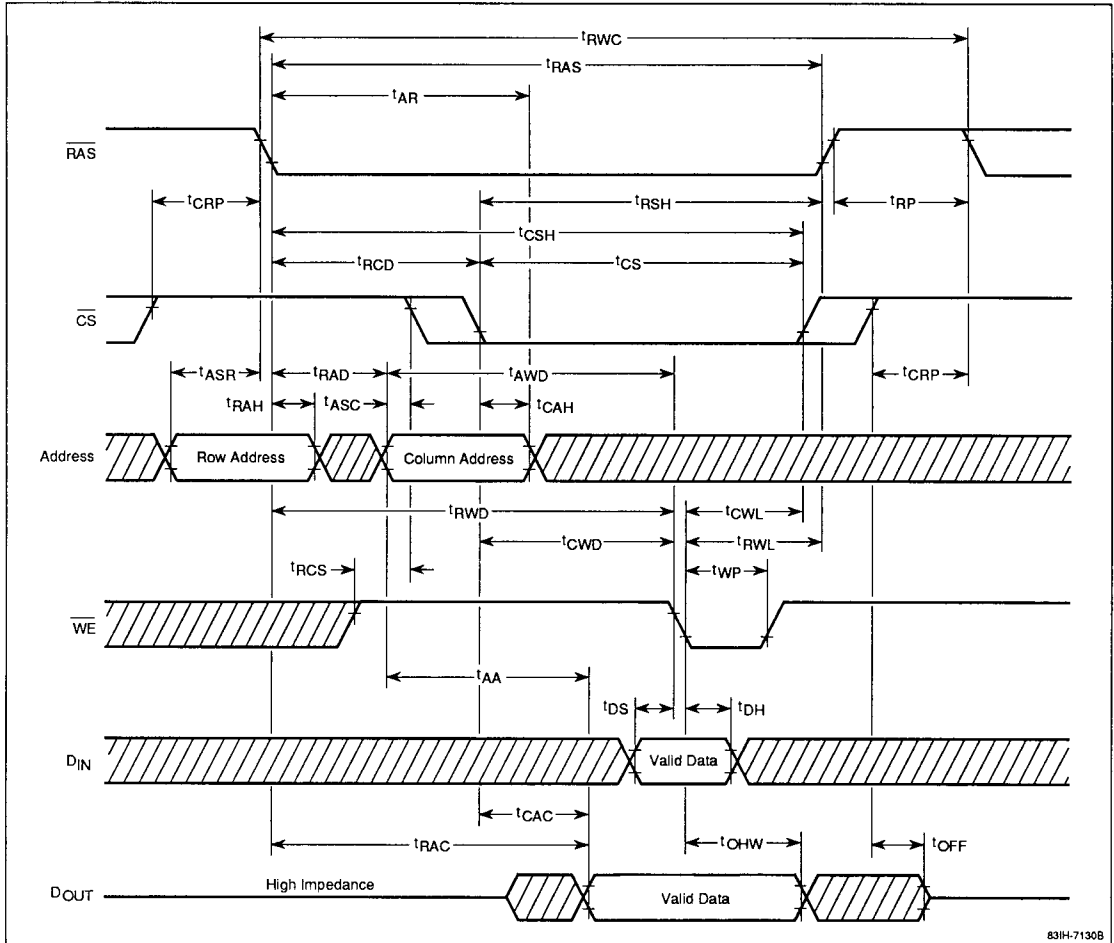 tRWC
tRAS
tAR
RAS
tCRP
tRSH
tRP
tCSH
tRCD
tCS
CS
tASR
tRAD
tAWD
tCRP
tRAH
tASC
tCAH
Address
Row Address
Column Address
tRWD
tCWL
tCWD
tRWL
tRCS
tWP
WE
tAA
tDS
tDH
DIN
Valid Data
tCAC
tRAC
tOHW
tOFF
High Impedance
DOUT
Valid Data
83IH-7130B